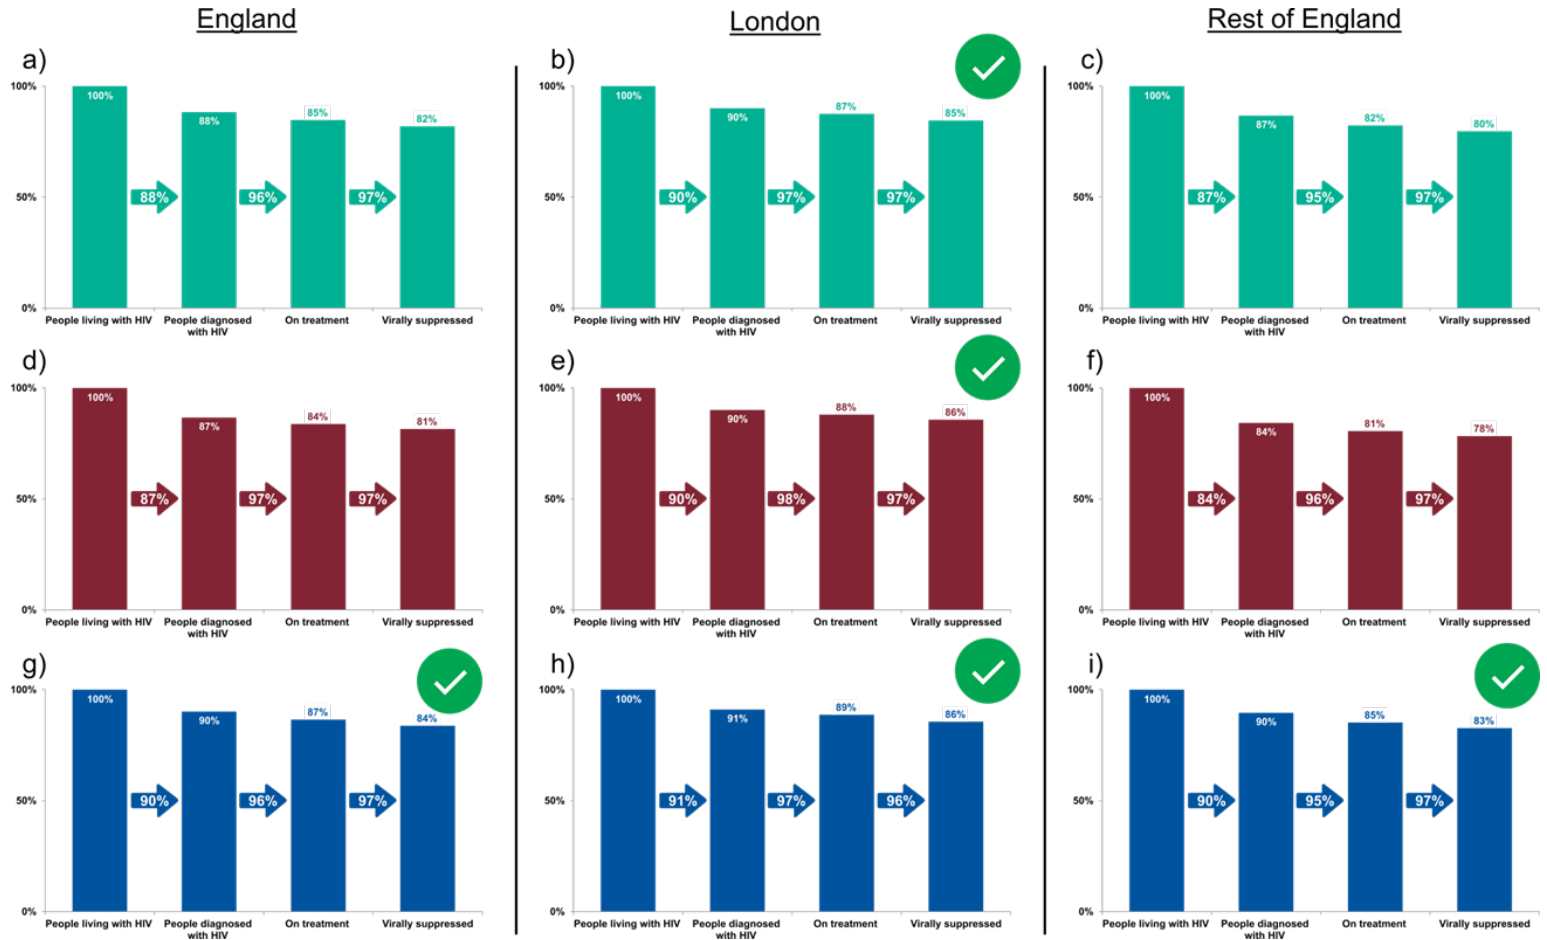 England
London
Rest of England
a)
100%
50%
0%
100%
88%
85%
82%
88%
96%
97%
People living with HIV
People diagnosed
with HIV
On treatment
Virally suppressed
b)
100%
50%
0%
100%
90%
87%
85%
90%
97%
97%
People living with HIV
People diagnosed
with HIV
On treatment
Virally suppressed
c)
100%
50%
0%
100%
87%
82%
80%
87%
95%
97%
People living with HIV
People diagnosed
with HIV
On treatment
Virally suppressed
d)
100%
50%
0%
100%
87%
84%
81%
87%
97%
97%
People living with HIV
People diagnosed
with HIV
On treatment
Virally suppressed
e)
100%
50%
0%
100%
90%
88%
86%
90%
98%
97%
People living with HIV
People diagnosed
with HIV
On treatment
Virally suppressed
f)
100%
50%
0%
100%
84%
81%
78%
84%
96%
97%
People living with HIV
People diagnosed
with HIV
On treatment
Virally suppressed
g)
100%
50%
0%
100%
90%
87%
84%
90%
96%
97%
People living with HIV
People diagnosed
with HIV
On treatment
Virally suppressed
h)
100%
50%
0%
100%
91%
89%
86%
91%
97%
96%
People living with HIV
People diagnosed
with HIV
On treatment
Virally suppressed
i)
100%
50%
0%
100%
90%
85%
83%
90%
95%
97%
People living with HIV
People diagnosed
with HIV
On treatment
Virally suppressed